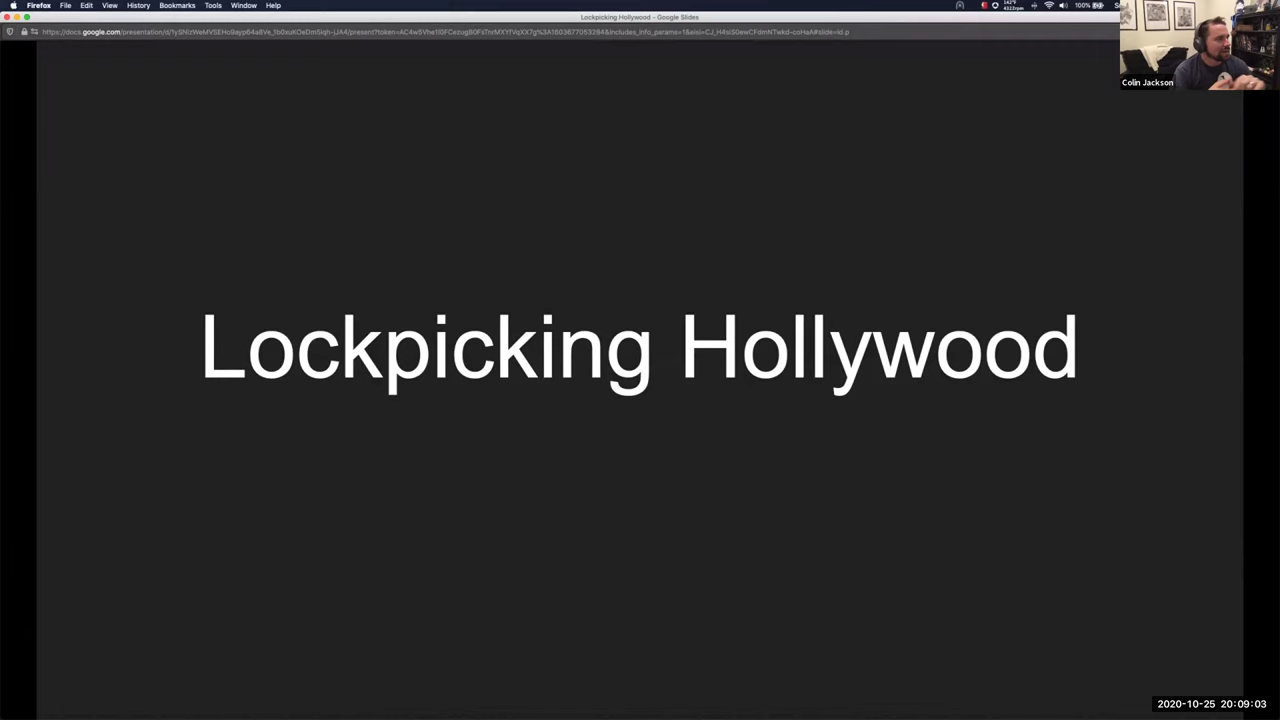 Firefox File Edit View History Bookmarks Tools Window Help
100%
Lockpicking Hollywood - Google Slides
Colin Jackson
Lockpicking Hollywood
2020-10-25 20:09:03